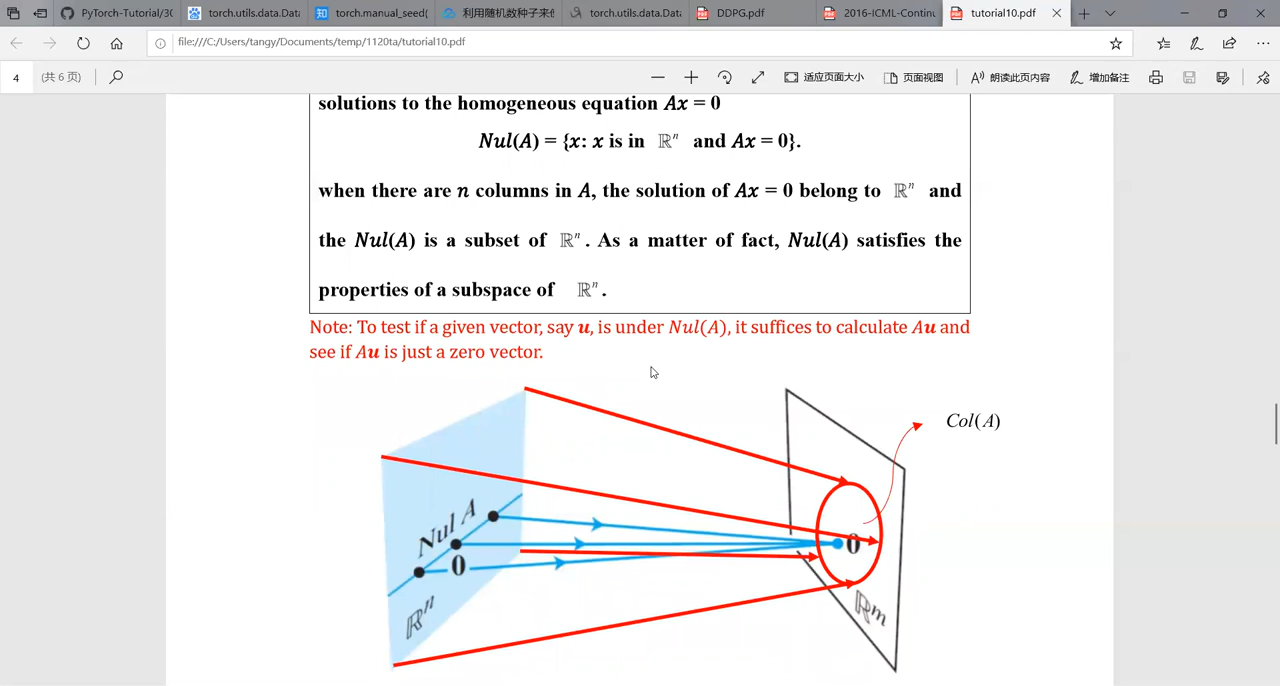 PyTorch-Tutorial/30
torch.utils.data.Data
torch.manual_seed(
利用随机数种子来使
torch.utils.data.Data
DDPG.pdf
2016-ICML-Continu
tutorial10.pdf
file:///C:/Users/tangy/Documents/temp/1120ta/tutorial10.pdf
4 (共 6 页) 适应页面大小 页面视图 朗读此页内容 增加备注
solutions to the homogeneous equation Ax = 0
Nul(A) = {x: x is in ℝⁿ and Ax = 0}.
when there are n columns in A, the solution of Ax = 0 belong to ℝⁿ and
the Nul(A) is a subset of ℝⁿ. As a matter of fact, Nul(A) satisfies the
properties of a subspace of ℝⁿ.
Note: To test if a given vector, say u, is under Nul(A), it suffices to calculate Au and
see if Au is just a zero vector.
Col(A)
Nul A
0
0
ℝⁿ
ℝᵐ